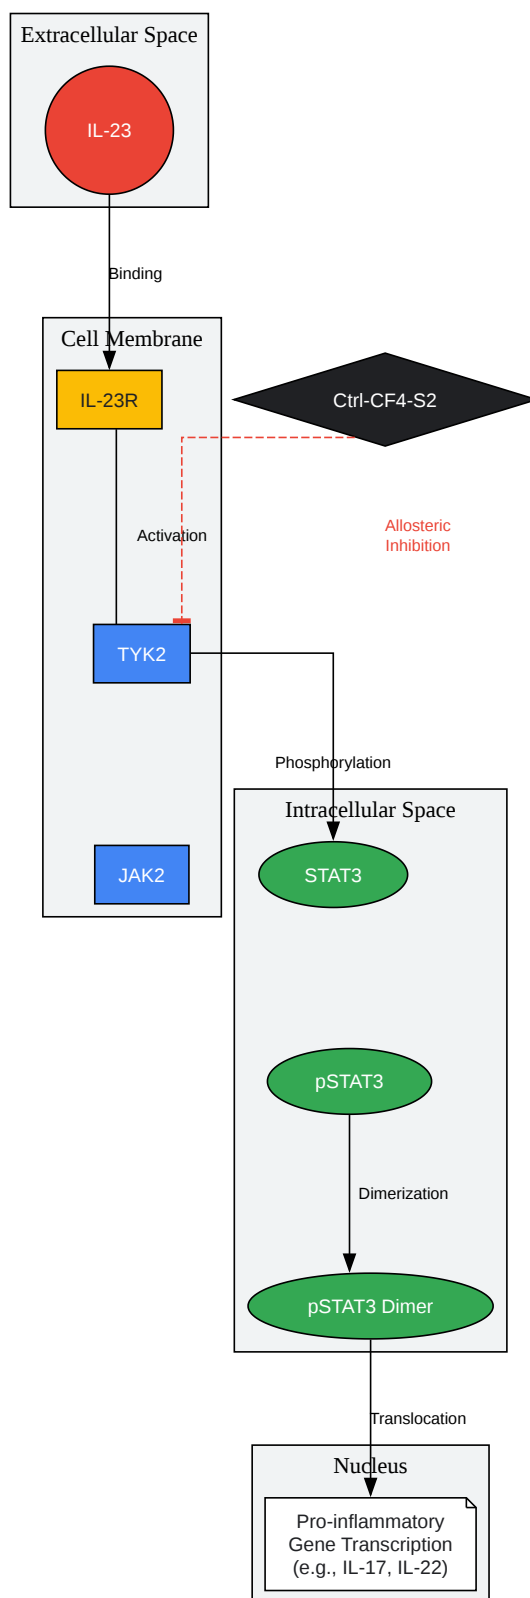 Extracellular Space
IL-23
Binding
Cell Membrane
IL-23R
Ctrl-CF4-S2
Activation
Allosteric
Inhibition
TYK2
Phosphorylation
Intracellular Space
JAK2
STAT3
pSTAT3
Dimerization
pSTAT3 Dimer
Translocation
Nucleus
Pro-inflammatory
Gene Transcription
(e.g., IL-17, IL-22)